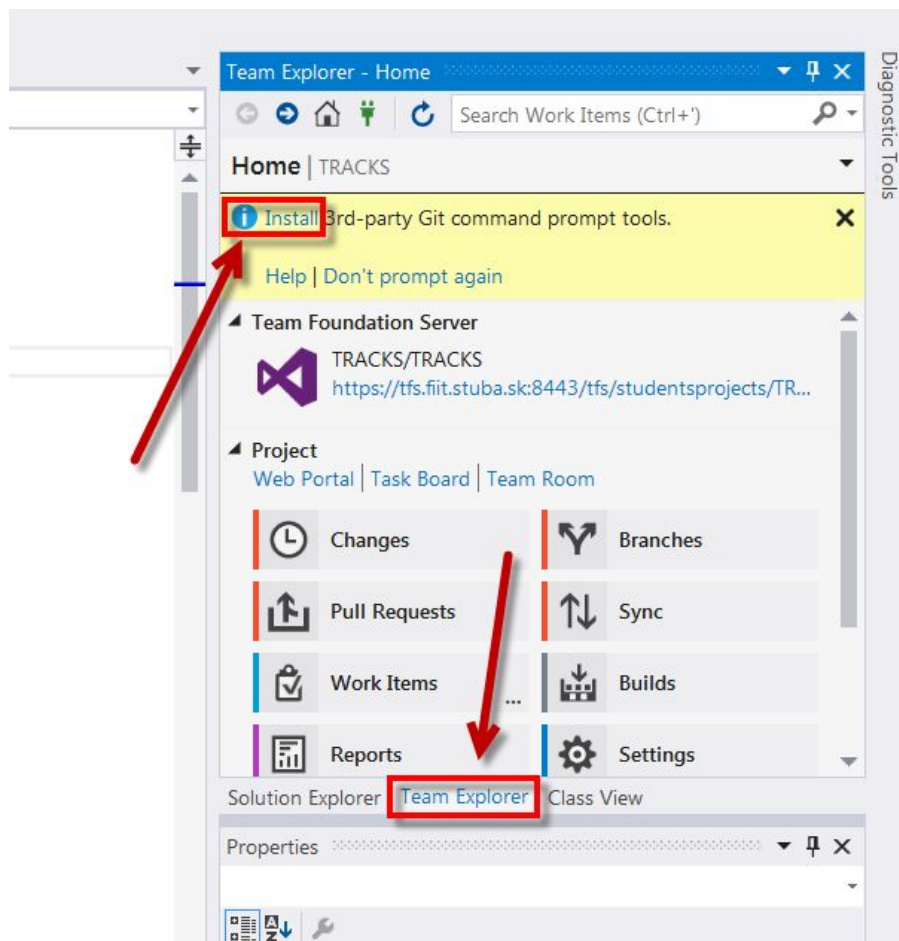 Team Explorer - Home
Search Work Items (Ctrl+')
Home | TRACKS
Install 3rd-party Git command prompt tools.
Help | Don't prompt again
Team Foundation Server
TRACKS/TRACKS
https://tfs.fiit.stuba.sk:8443/tfs/studentsprojects/TR...
Project
Web Portal | Task Board | Team Room
Changes
Branches
Pull Requests
Sync
Work Items
...
Builds
Reports
Settings
Solution Explorer Team Explorer Class View
Properties
Diagnostic Tools